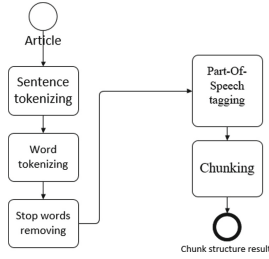 Article
Sentence
tokenizing
Word
tokenizing
Stop words
removing
Part-Of-
Speech
tagging
Chunking
Chunk structure result